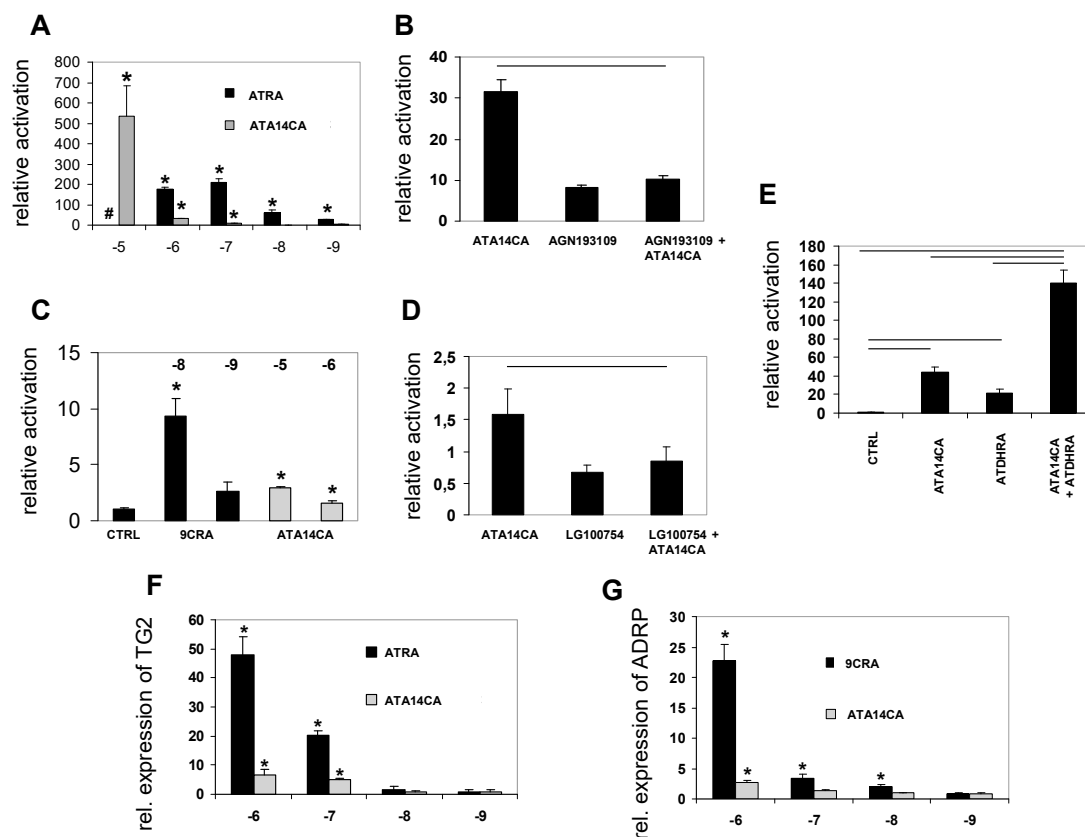 A
relative activation
800
700
600
500
400
300
200
100
0
*
#
*
*
*
*
*
*
ATRA
ATA14CA
-5
-6
-7
-8
-9
B
relative activation
40
30
20
10
0
ATA14CA
AGN193109
AGN193109 +
ATA14CA
C
relative activation
15
10
5
0
-8
-9
-5
-6
*
*
*
CTRL
9CRA
ATA14CA
D
relative activation
2,5
2
1,5
1
0,5
0
ATA14CA
LG100754
LG100754 +
ATA14CA
E
relative activation
180
160
140
120
100
80
60
40
20
0
CTRL
ATA14CA
ATDHRA
ATA14CA
+ ATDHRA
F
rel. expression of TG2
60
50
40
30
20
10
0
*
*
*
*
ATRA
ATA14CA
-6
-7
-8
-9
G
rel. expression of ADRP
30
25
20
15
10
5
0
*
*
*
*
9CRA
ATA14CA
-6
-7
-8
-9